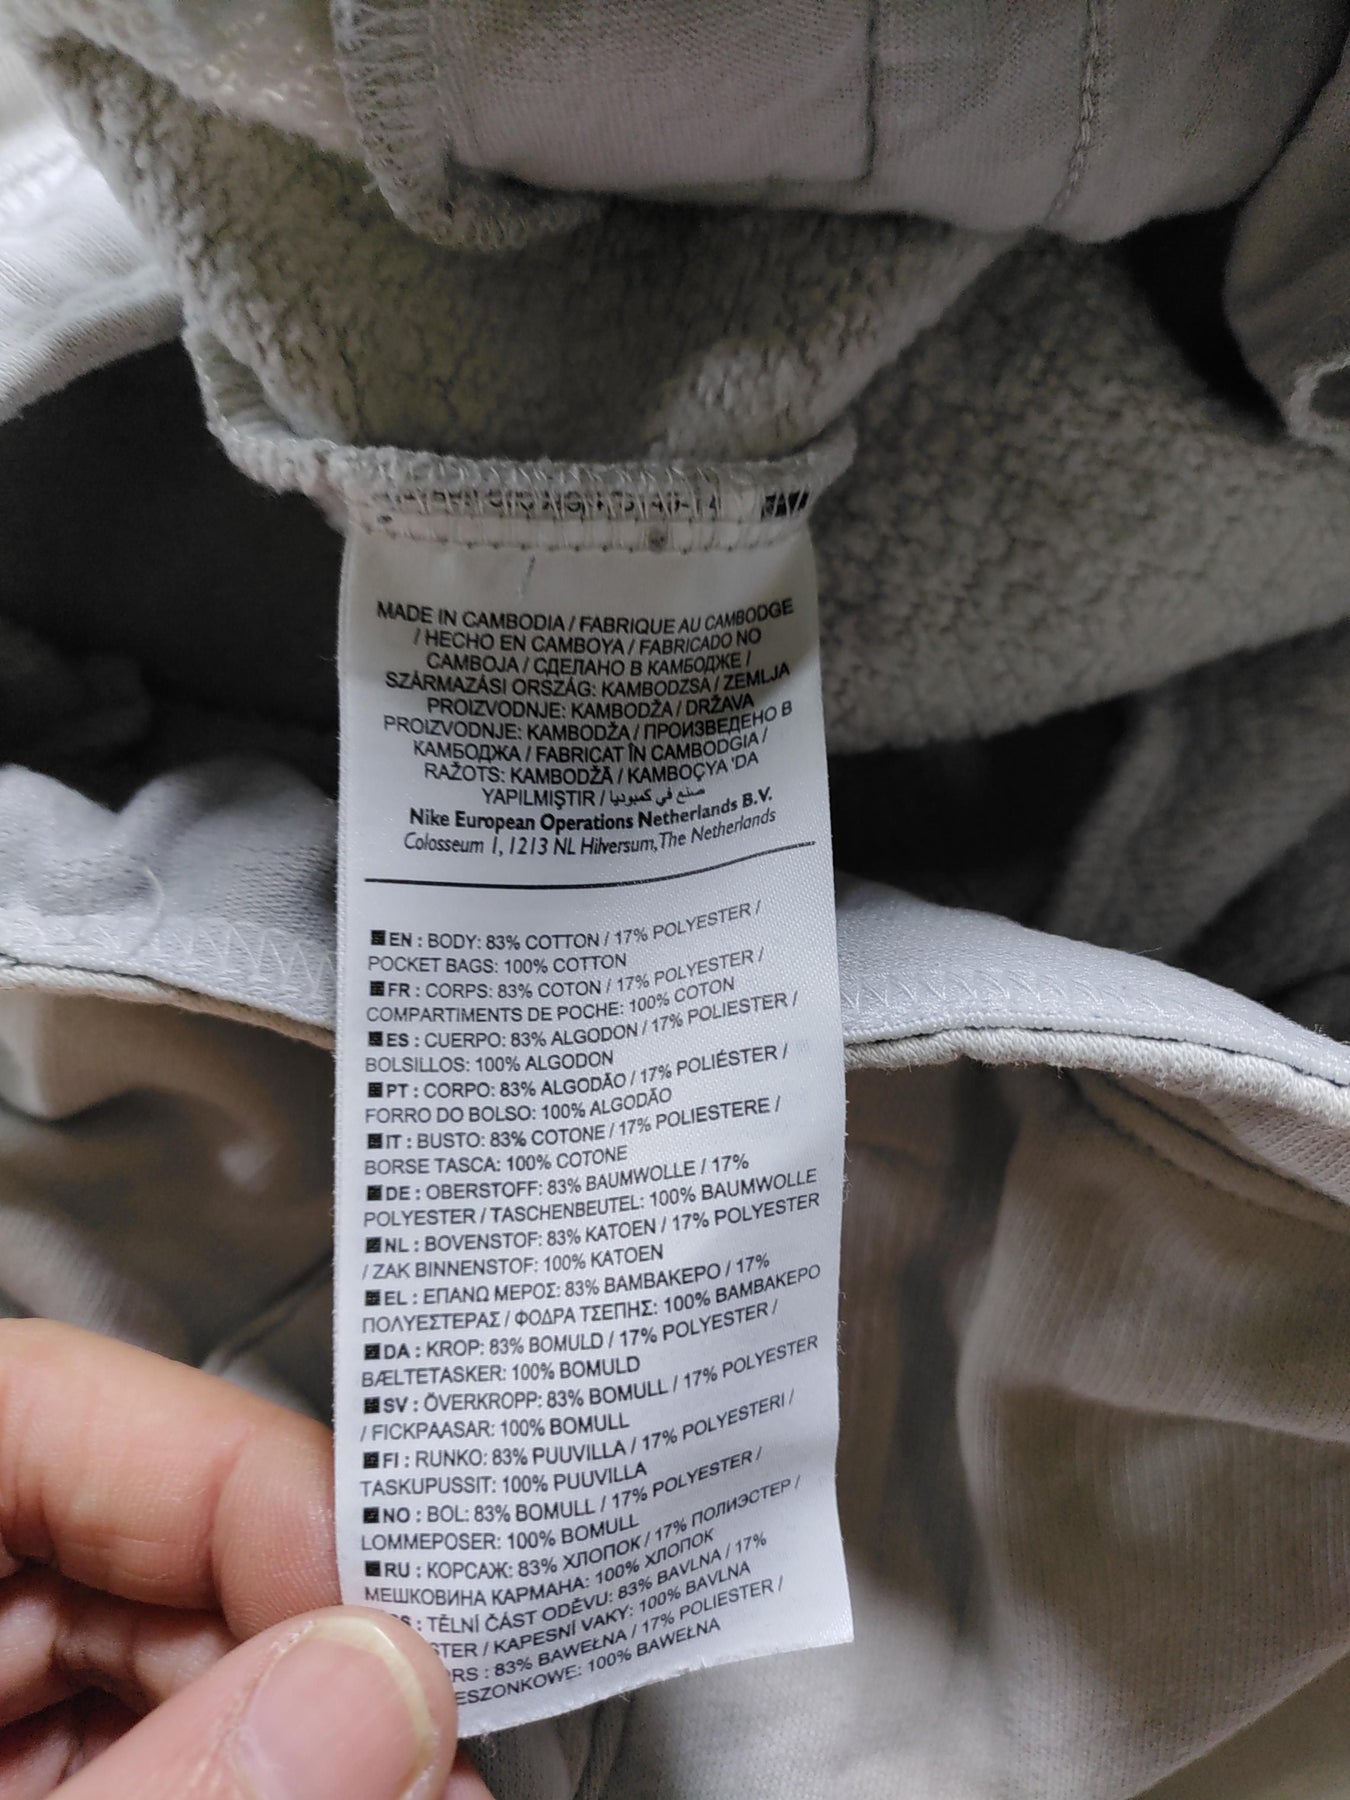 MADE IN CAMBODIA / FABRIQUE AU CAMBODGE
/ HECHO EN CAMBOYA / FABRICADO NO
CAMBOJA / СДЕЛАНО В КАМБОДЖЕ /
SZÁRMAZÁSI ORSZÁG: KAMBODZSA / ZEMLJA
PROIZVODNJE: KAMBODŽA / DRŽAVA
PROIZVODNJE: KAMBODŽA / ПРОИЗВЕДЕНО В
КАМБОДЖА / FABRICAT ÎN CAMBODGIA /
RAŽOTS: KAMBODŽĀ / KAMBOÇYA 'DA
YAPILMIŞTIR / صنع في كمبوديا
Nike European Operations Netherlands B.V.
Colosseum 1, 1213 NL Hilversum, The Netherlands
EN : BODY: 83% COTTON / 17% POLYESTER /
POCKET BAGS: 100% COTTON
FR : CORPS: 83% COTON / 17% POLYESTER /
COMPARTIMENTS DE POCHE: 100% COTON
ES : CUERPO: 83% ALGODON / 17% POLIESTER /
BOLSILLOS: 100% ALGODON
PT : CORPO: 83% ALGODÃO / 17% POLIÉSTER /
FORRO DO BOLSO: 100% ALGODÃO
IT : BUSTO: 83% COTONE / 17% POLIESTERE /
BORSE TASCA: 100% COTONE
DE : OBERSTOFF: 83% BAUMWOLLE / 17%
POLYESTER / TASCHENBEUTEL: 100% BAUMWOLLE
NL : BOVENSTOF: 83% KATOEN / 17% POLYESTER
/ ZAK BINNENSTOF: 100% KATOEN
EL : ΕΠΑΝΩ ΜΕΡΟΣ: 83% ΒΑΜΒΑΚΕΡΟ / 17%
ΠΟΛΥΕΣΤΕΡΑΣ / ΦΟΔΡΑ ΤΣΕΠΗΣ: 100% ΒΑΜΒΑΚΕΡΟ
DA : KROP: 83% BOMULD / 17% POLYESTER /
BÆLTETASKER: 100% BOMULD
SV : ÖVERKROPP: 83% BOMULL / 17% POLYESTER
/ FICKPAASAR: 100% BOMULL
FI : RUNKO: 83% PUUVILLA / 17% POLYESTERI /
TASKUPUSSIT: 100% PUUVILLA
NO : BOL: 83% BOMULL / 17% POLYESTER /
LOMMEPOSER: 100% BOMULL
RU : КОРСАЖ: 83% ХЛОПОК / 17% ПОЛИЭСТЕР /
МЕШКОВИНА КАРМАНА: 100% ХЛОПОК
: TĚLNÍ ČÁST ODĚVU: 83% BAVLNA / 17%
STER / KAPESNÍ VAKY: 100% BAVLNA
RS : 83% BAWEŁNA / 17% POLIESTER /
ESZONKOWE: 100% BAWEŁNA